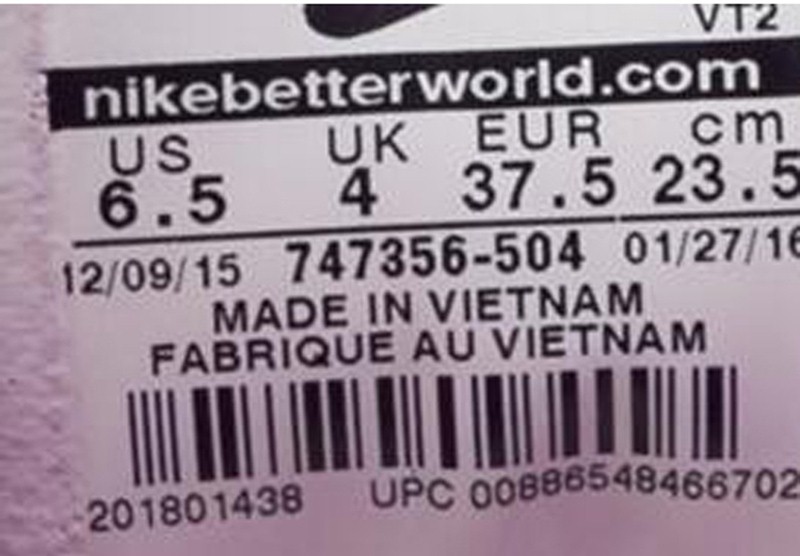 VT2
nikebetterworld.com
US UK EUR cm
6.5 4 37.5 23.5
12/09/15 747356-504 01/27/16
MADE IN VIETNAM
FABRIQUE AU VIETNAM
201801438 UPC 00886548466702